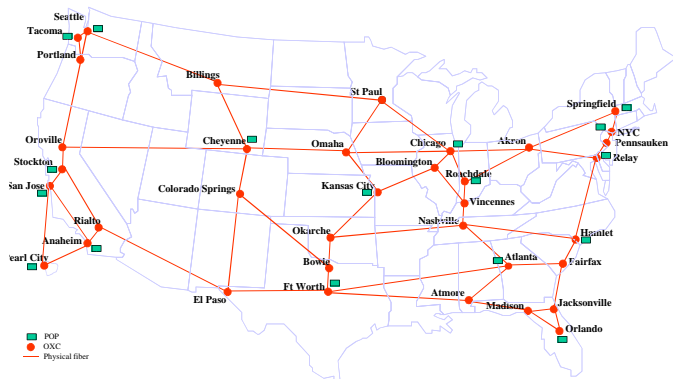 Seattle
Tacoma
Portland
Billings
St Paul
Springfield
NYC
Pennsauken
Relay
Oroville
Cheyenne
Omaha
Chicago
Akron
Stockton
Bloomington
Roachdale
San Jose
Colorado Springs
Kansas City
Vincennes
Rialto
Nashville
Anaheim
Okarche
Hamlet
Pearl City
Bowie
Atlanta
Fairfax
El Paso
Ft Worth
Atmore
Madison
Jacksonville
Orlando
POP
OXC
Physical fiber